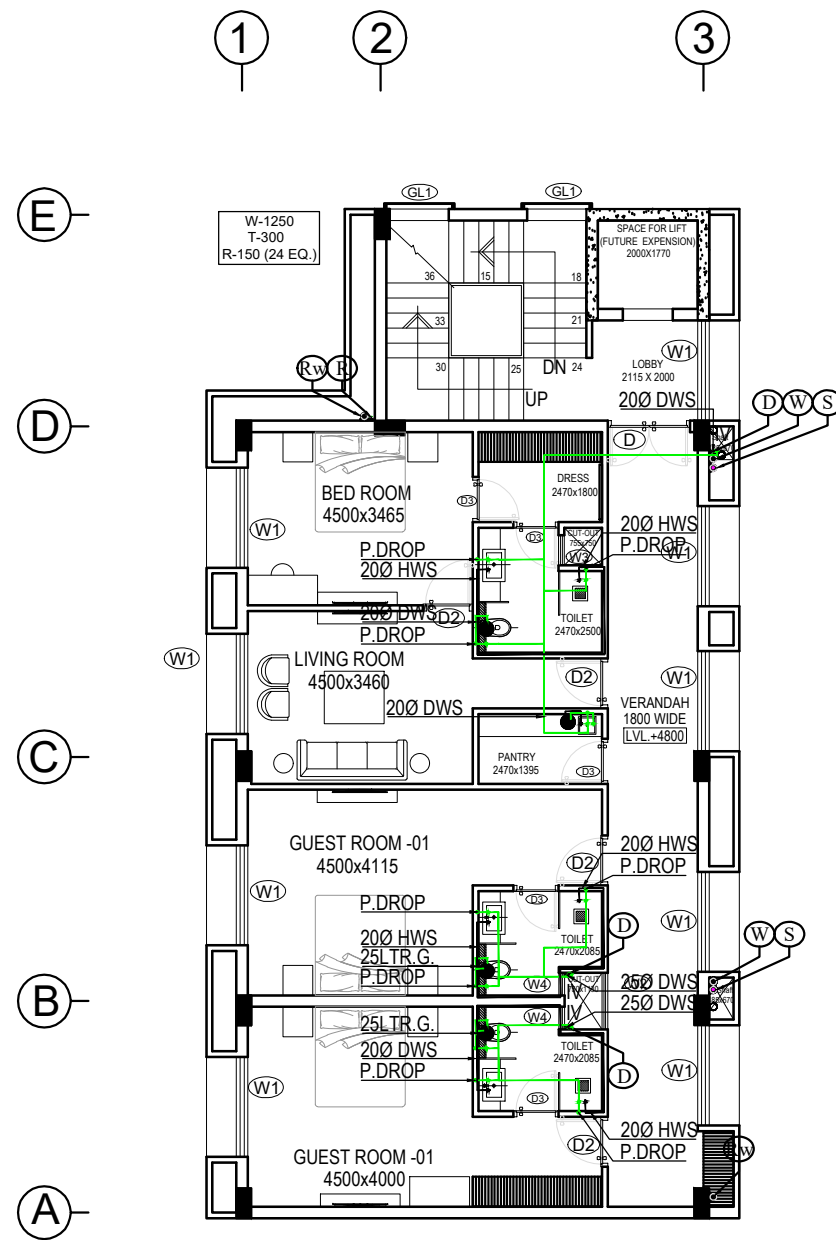 1
2
3
E
GL1
GL1
W-1250
T-300
R-150 (24 EQ.)
SPACE FOR LIFT
(FUTURE EXPENSION)
2000X1770
36
15
18
33
21
30
25
DN
24
UP
LOBBY
2115 X 2000
W1
Rw
R
20Ø DWS
D
W
S
D
D
BED ROOM
4500x3465
W1
D3
DRESS
2470x1800
D3
20Ø HWS
P.DROP
W1
P.DROP
20Ø HWS
CUT-OUT
W3
TOILET
2470x2500
20Ø DWS
D2
P.DROP
W1
LIVING ROOM
4500x3460
D2
W1
20Ø DWS
VERANDAH
1800 WIDE
LVL.+4800
C
PANTRY
2470x1395
D3
GUEST ROOM -01
4500x4115
20Ø HWS
D2
P.DROP
W1
D3
P.DROP
W1
D
W
S
20Ø HWS
TOILET
2470x2085
25LTR.G.
P.DROP
W4
CUT-OUT
25Ø DWS
B
25Ø DWS
25LTR.G.
W4
20Ø DWS
TOILET
2470x2085
P.DROP
D
W1
W1
D3
20Ø HWS
D2
P.DROP
Rw
GUEST ROOM -01
4500x4000
A